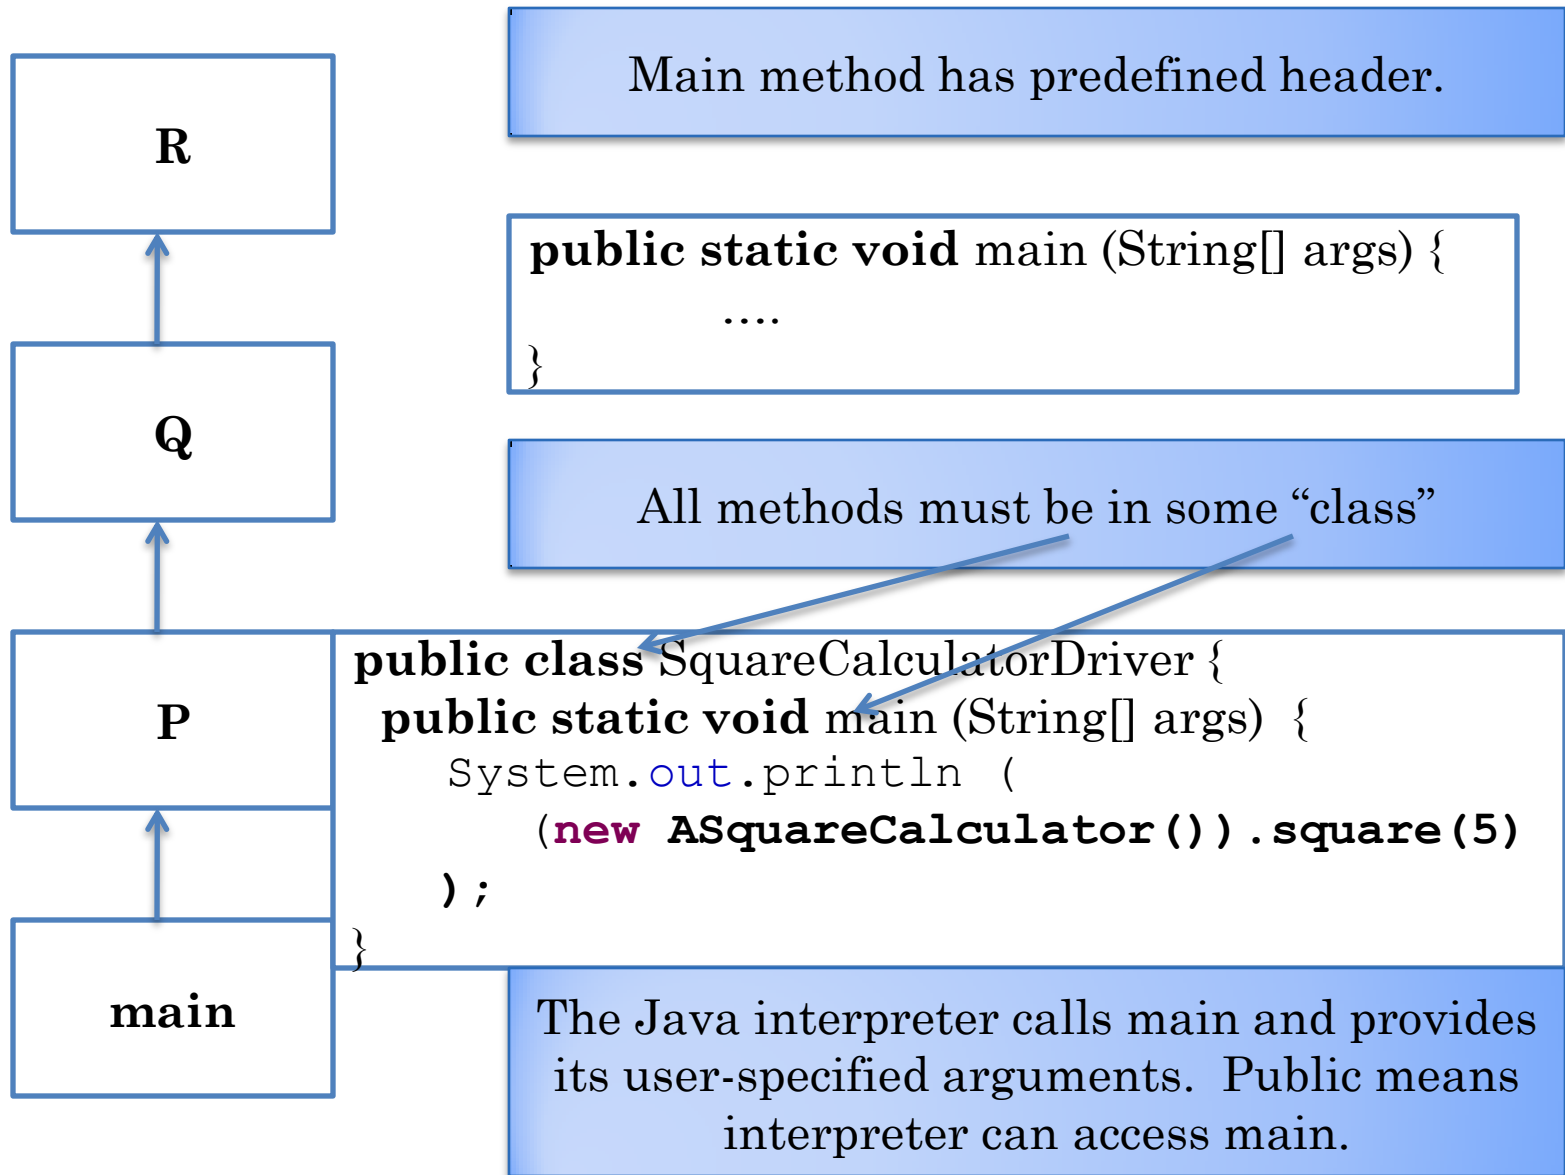 Main method has predefined header.
R
public static void main (String[] args) {
….
}
Q
All methods must be in some “class”
P
public class SquareCalculatorDriver {
public static void main (String[] args) {
System.out.println (
(new ASquareCalculator()).square(5)
);
}
main
The Java interpreter calls main and provides
its user-specified arguments. Public means
interpreter can access main.